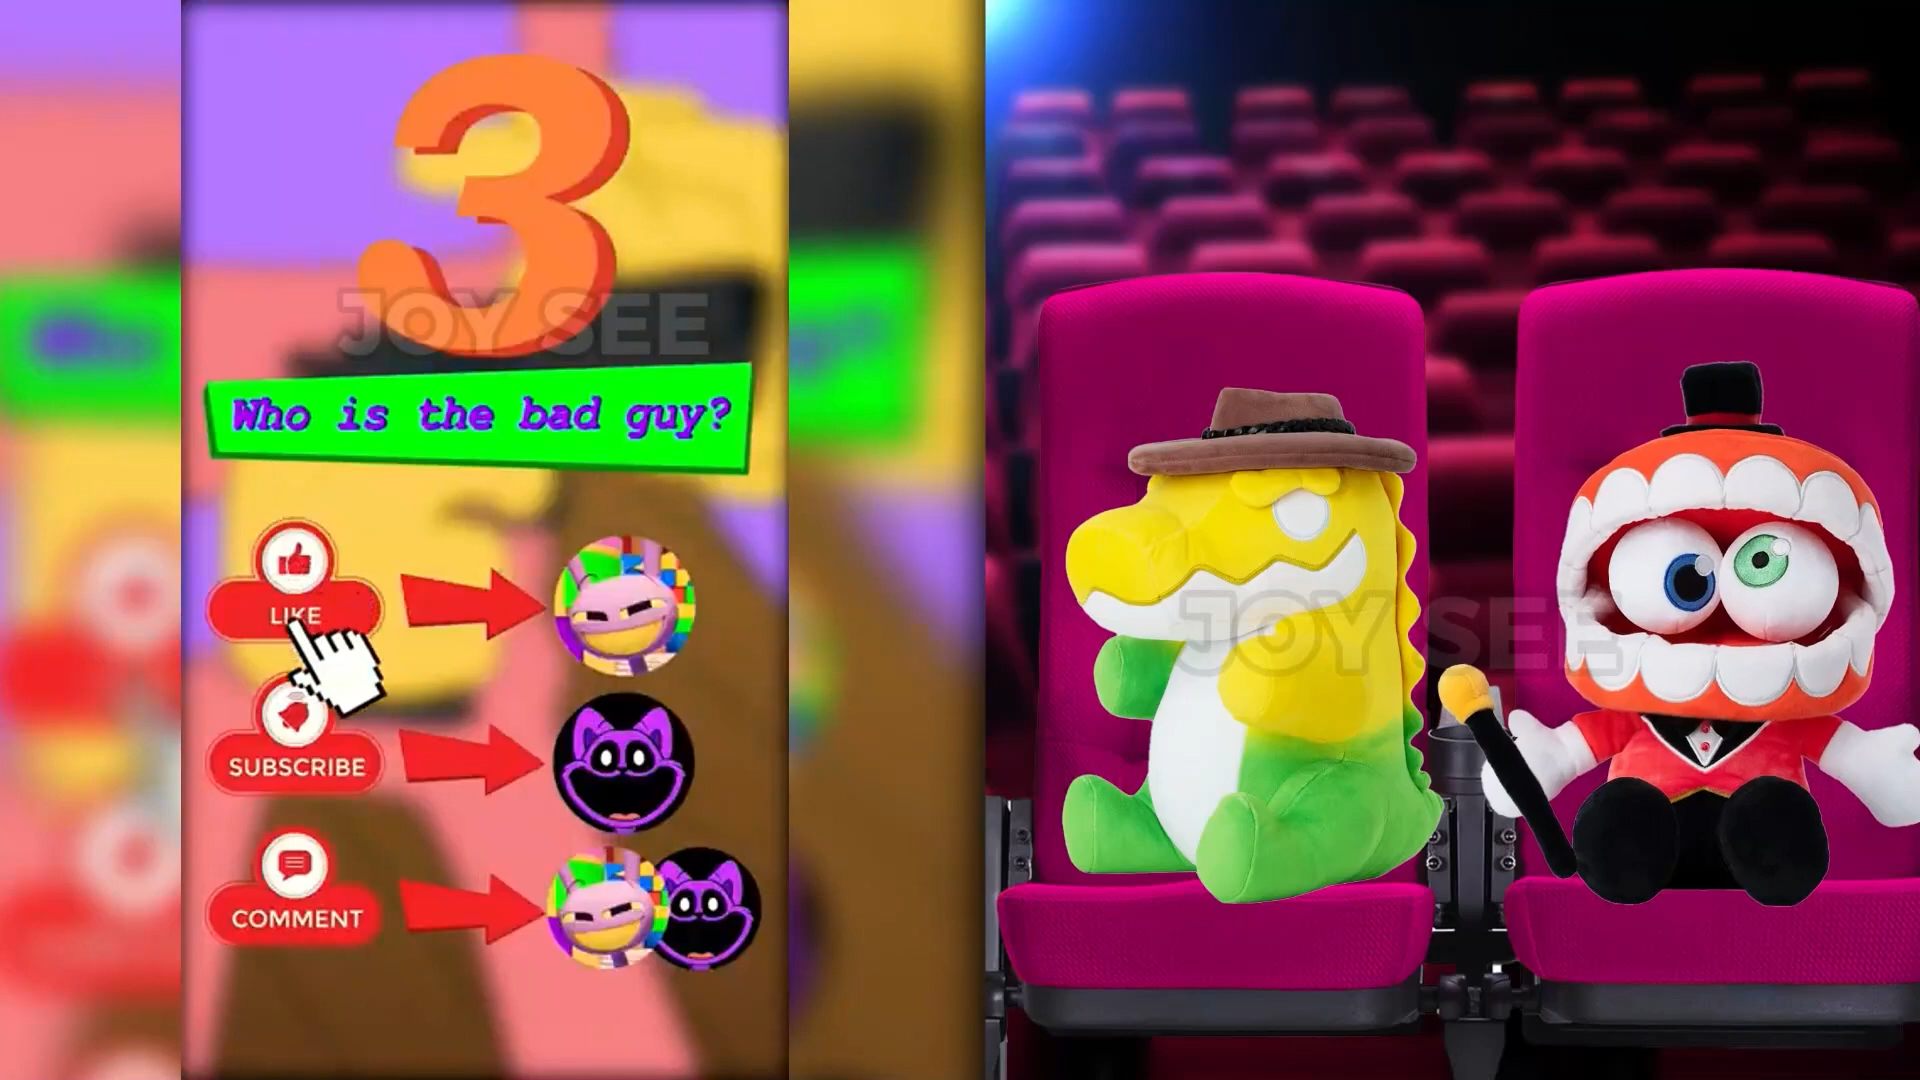 3
JOY SEE
Who is the bad guy?
LIKE
SUBSCRIBE
COMMENT
JOY SEE